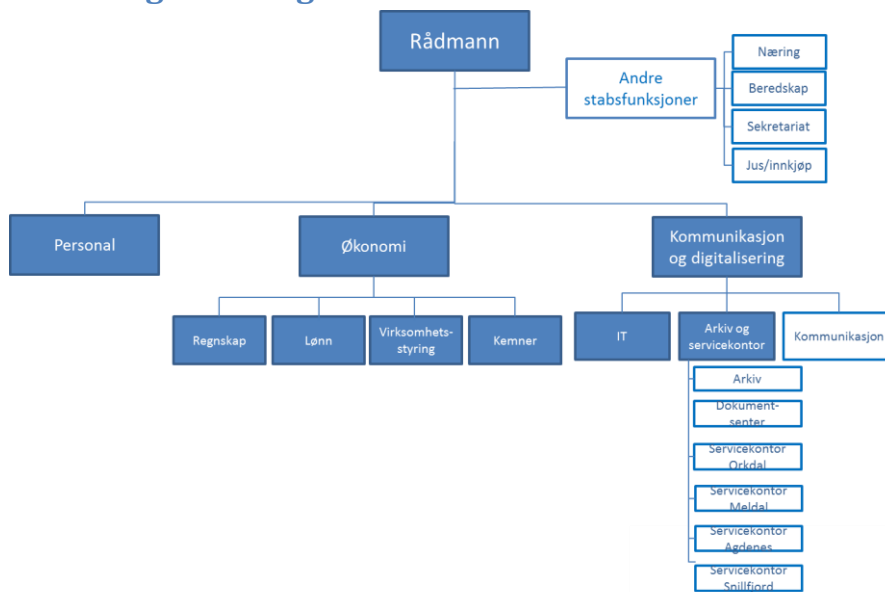 Rådmann
Andre
stabsfunksjoner
Næring
Beredskap
Sekretariat
Jus/innkjøp
Personal
Økonomi
Kommunikasjon
og digitalisering
Regnskap
Lønn
Virksomhets-
styring
Kemner
IT
Arkiv og
servicekontor
Kommunikasjon
Arkiv
Dokument-
senter
Servicekontor
Orkdal
Servicekontor
Meldal
Servicekontor
Agdenes
Servicekontor
Snillfjord